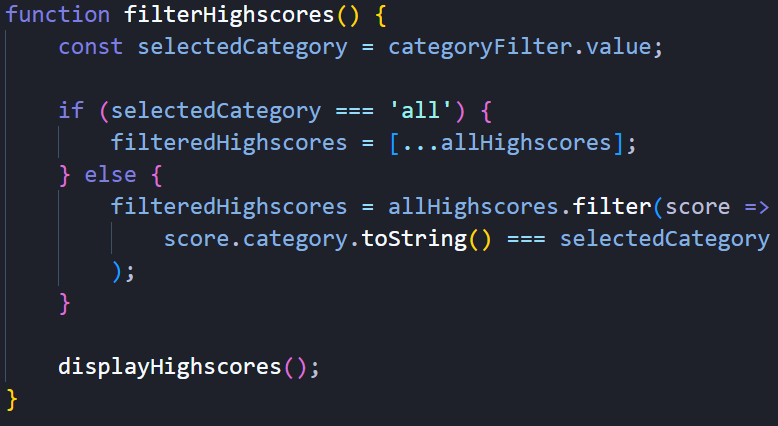 function filterHighscores() {
    const selectedCategory = categoryFilter.value;

    if (selectedCategory === 'all') {
        filteredHighscores = [...allHighscores];
    } else {
        filteredHighscores = allHighscores.filter(score =>
            score.category.toString() === selectedCategory
        );
    }

    displayHighscores();
}